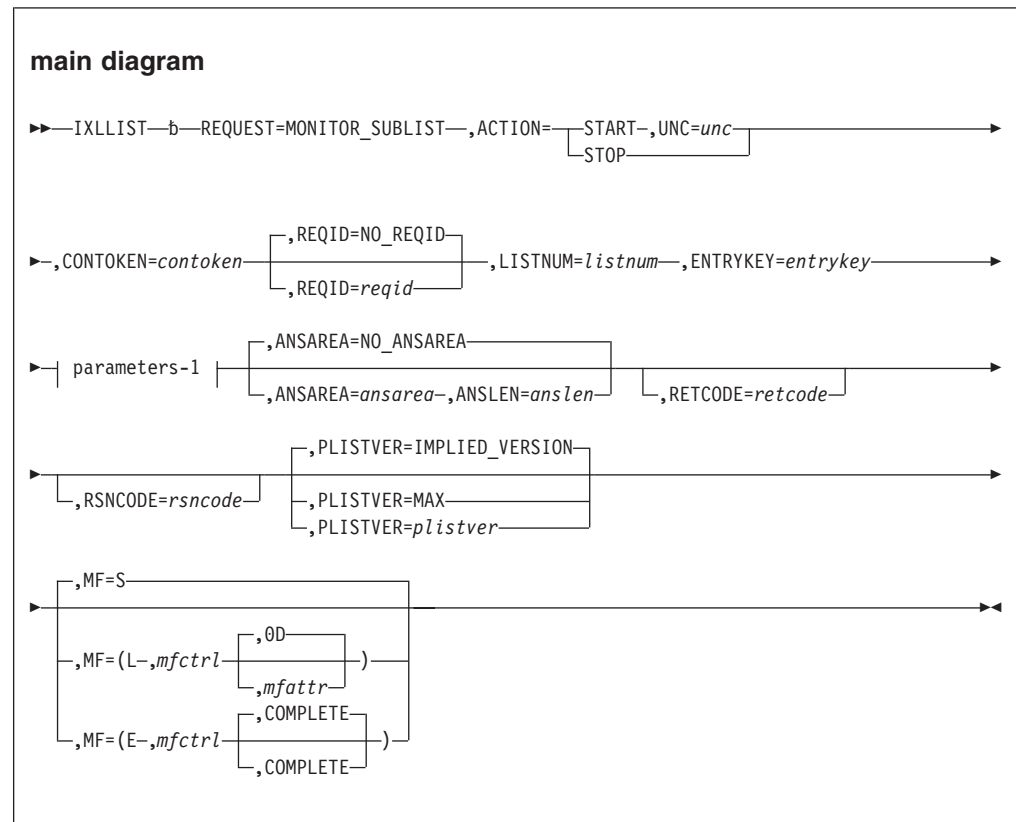 main diagram
IXLLIST ƀ REQUEST=MONITOR_SUBLIST ,ACTION= START ,UNC=unc
STOP
,REQID=NO_REQID
,CONTOKEN=contoken ,LISTNUM=listnum ,ENTRYKEY=entrykey
,REQID=reqid
,ANSAREA=NO_ANSAREA
parameters-1
,ANSAREA=ansarea ,ANSLEN=anslen ,RETCODE=retcode
,PLISTVER=IMPLIED_VERSION
,RSNCODE=rsncode ,PLISTVER=MAX
,PLISTVER=plistver
,MF=S
,0D
,MF=(L ,mfctrl )
,mfattr
,COMPLETE
,MF=(E ,mfctrl )
,COMPLETE